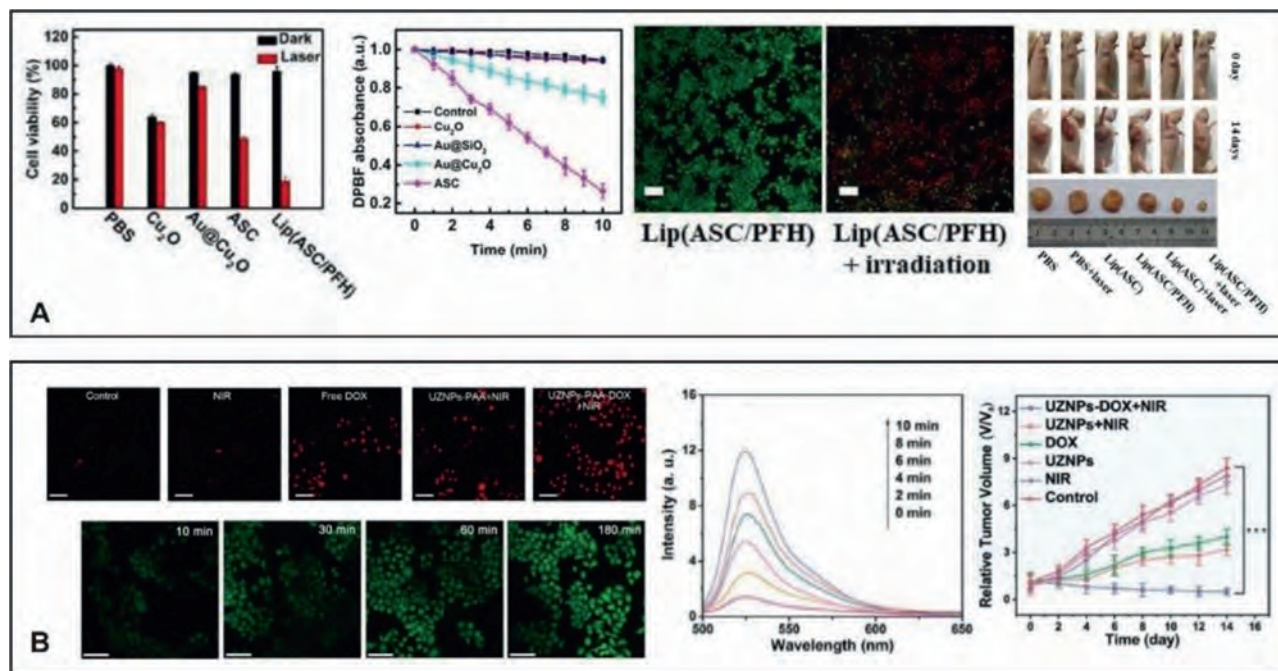 120
100
80
60
40
20
0
Cell viability (%)
Dark
Laser
PBS
Cu2O
Au@Cu2O
ASC
Lip(ASC/PFH)
1.0
0.8
0.6
0.4
0.2
DPBF absorbance (a.u.)
Control
Cu2O
Au@SiO2
Au@Cu2O
ASC
0 2 4 6 8 10
Time (min)
Lip(ASC/PFH)
Lip(ASC/PFH)
+ irradiation
0 day
14 days
PBS
PBS+laser
Lip(ASC)
Lip(ASC/PFH)
Lip(ASC)+laser
Lip(ASC/PFH)
+laser
A
Control
NIR
Free DOX
UZNPs-PAA+NIR
UZNPs-PAA-DOX
+NIR
10 min
30 min
60 min
180 min
16
12
8
4
0
Intensity (a. u.)
10 min
8 min
6 min
4 min
2 min
0 min
500 550 600 650
Wavelength (nm)
Relative Tumor Volume (V/V0)
12
9
6
3
0
UZNPs-DOX+NIR
UZNPs+NIR
DOX
UZNPs
NIR
Control
***
0 2 4 6 8 10 12 14 16
Time (day)
B